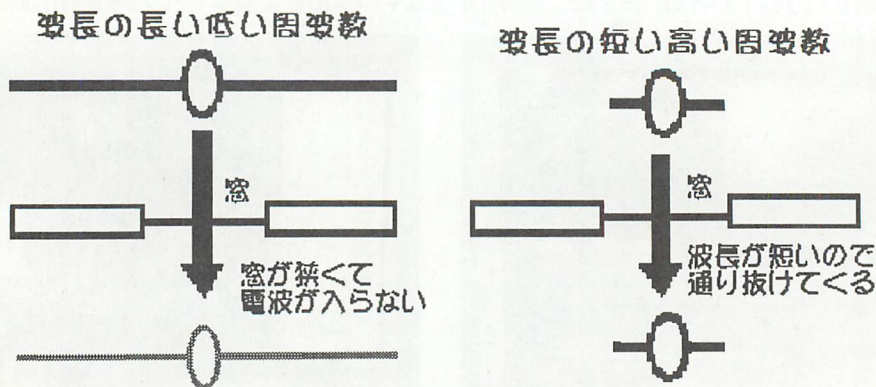 波長の長い低い周波数
窓
窓が狭くて
電波が入らない
波長の短い高い周波数
窓
波長が短いので
通り抜けてくる